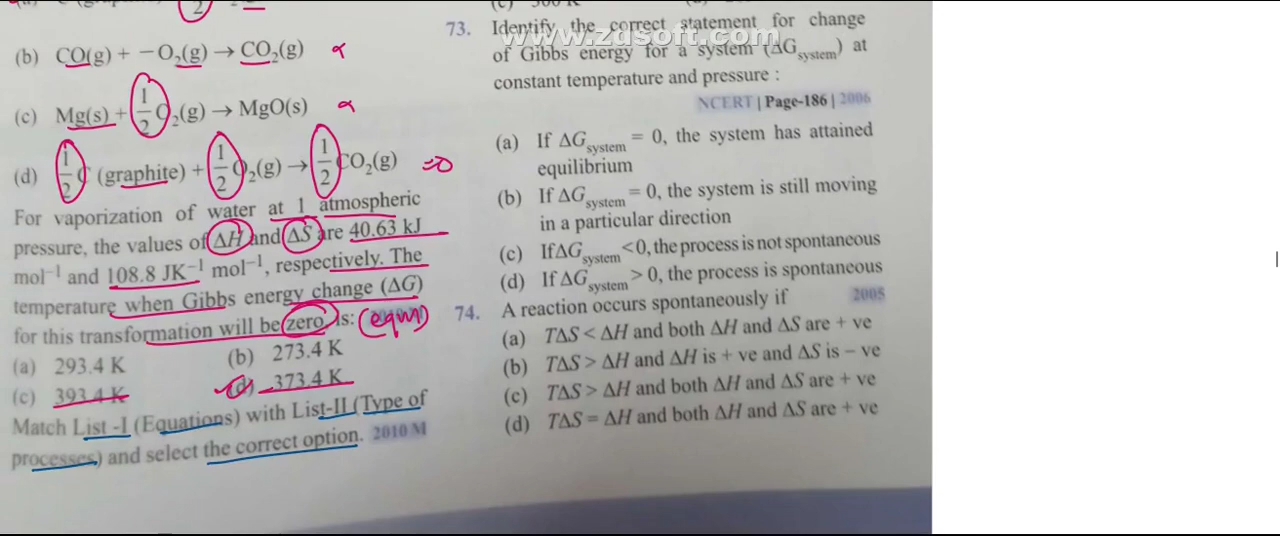 (b) CO(g) + −O₂(g) → CO₂(g) α
(c) Mg(s) + 1/2 O₂(g) → MgO(s) α
(d) 1/2 C (graphite) + 1/2 O₂(g) → 1/2 CO₂(g)
For vaporization of water at 1 atmospheric
pressure, the values of ΔH and ΔS are 40.63 kJ
mol⁻¹ and 108.8 JK⁻¹ mol⁻¹, respectively. The
temperature when Gibbs energy change (ΔG)
for this transformation will be zero, is: (eqm)
(a) 293.4 K (b) 273.4 K
(c) 393.4 K (d) 373.4 K
Match List -I (Equations) with List-II (Type of
processes) and select the correct option. 2010 M
73. Identify the correct statement for change
of Gibbs energy for a system (ΔGsystem) at
constant temperature and pressure :
NCERT | Page-186 | 2006
(a) If ΔGsystem = 0, the system has attained
equilibrium
(b) If ΔGsystem = 0, the system is still moving
in a particular direction
(c) IfΔGsystem <0, the process is not spontaneous
(d) If ΔGsystem > 0, the process is spontaneous
74. A reaction occurs spontaneously if 2005
(a) TΔS < ΔH and both ΔH and ΔS are + ve
(b) TΔS > ΔH and ΔH is + ve and ΔS is − ve
(c) TΔS > ΔH and both ΔH and ΔS are + ve
(d) TΔS = ΔH and both ΔH and ΔS are + ve
www.zdsoft.com